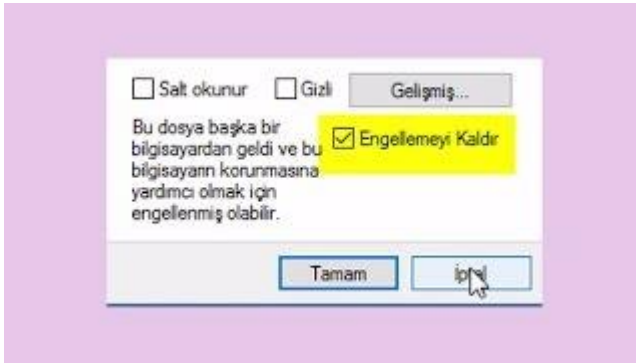 Salt okunur Gizli Gelişmiş...
Bu dosya başka bir
bilgisayardan geldi ve bu
bilgisayarın korunmasına
yardımcı olmak için
engellenmiş olabilir.
Engellemeyi Kaldır
Tamam İptal